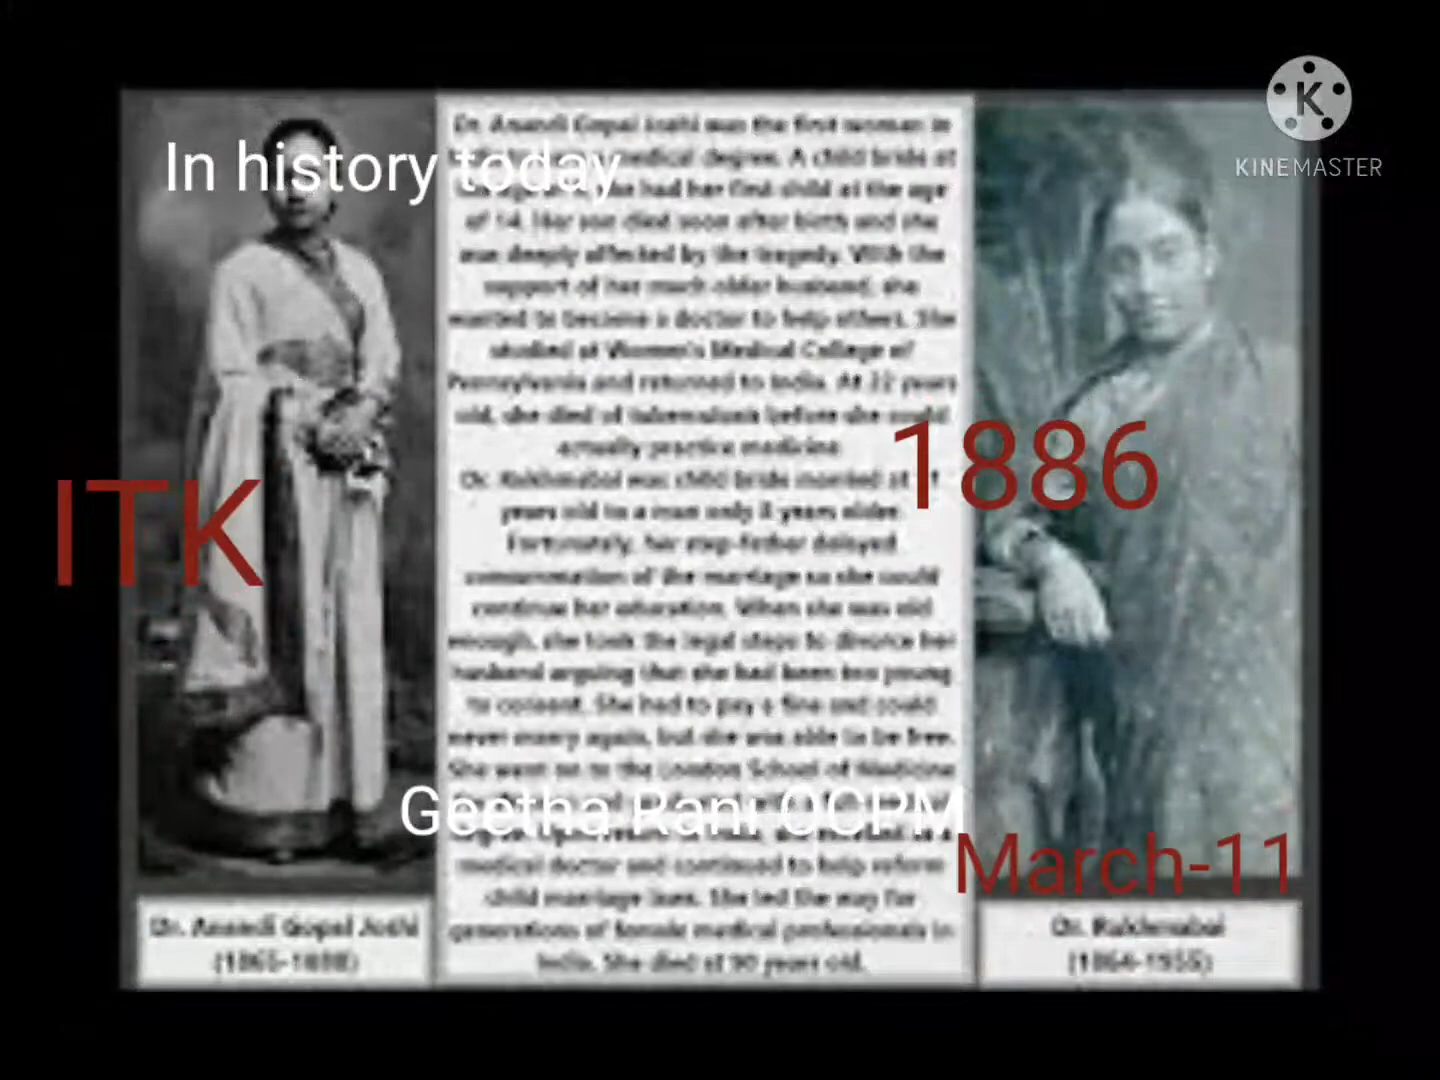 KINEMASTER
In history today
Dr. Anandi Gopal Joshi was the first woman in
medical degree. A child bride at
she had her first child at the age
of 14. Her son died soon after birth and she
was deeply affected by the tragedy. With the
support of her much older husband, she
wanted to become a doctor to help others. She
studied at Women's Medical College of
Pennsylvania and returned to India. At 22 years
old, she died of tuberculosis before she could
actually practice medicine.
Dr. Rukhmabai was child bride married at 11
years old to a man only 8 years older.
Fortunately, her step-father delayed
consummation of the marriage so she could
continue her education. When she was old
enough, she took the legal steps to divorce her
husband arguing that she had been too young
to consent. She had to pay a fine and could
never marry again, but she was able to be free.
She went on to the London School of Medicine
medical doctor and continued to help reform
child marriage laws. She led the way for
generations of female medical professionals in
India. She died at 90 years old.
ITK
1886
Geetha Rani CCPM
March-11
Dr. Anandi Gopal Joshi
Dr. Rukhmabai
(1864-1955)